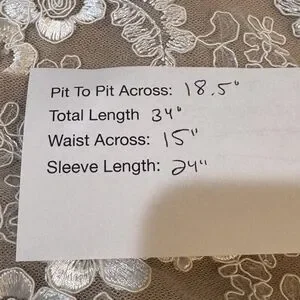 Pit To Pit Across: 18.5"
Total Length 34"
Waist Across: 15"
Sleeve Length: 24"